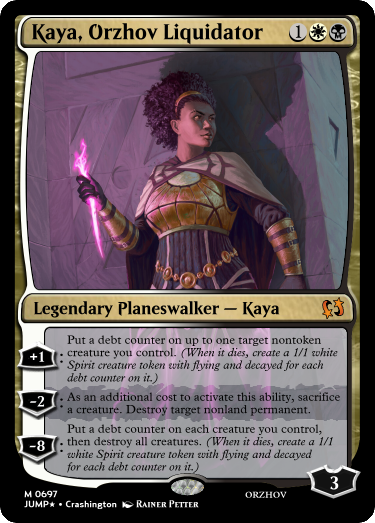 Kaya, Orzhov Liquidator 1
Legendary Planeswalker — Kaya
+1: Put a debt counter on up to one target nontoken
creature you control. (When it dies, create a 1/1 white
Spirit creature token with flying and decayed for each
debt counter on it.)
-2: As an additional cost to activate this ability, sacrifice
a creature. Destroy target nonland permanent.
-8: Put a debt counter on each creature you control,
then destroy all creatures. (When it dies, create a 1/1
white Spirit creature token with flying and decayed
for each debt counter on it.)
3
M 0697
JUMP★ • Crashington Rainer Petter
ORZHOV